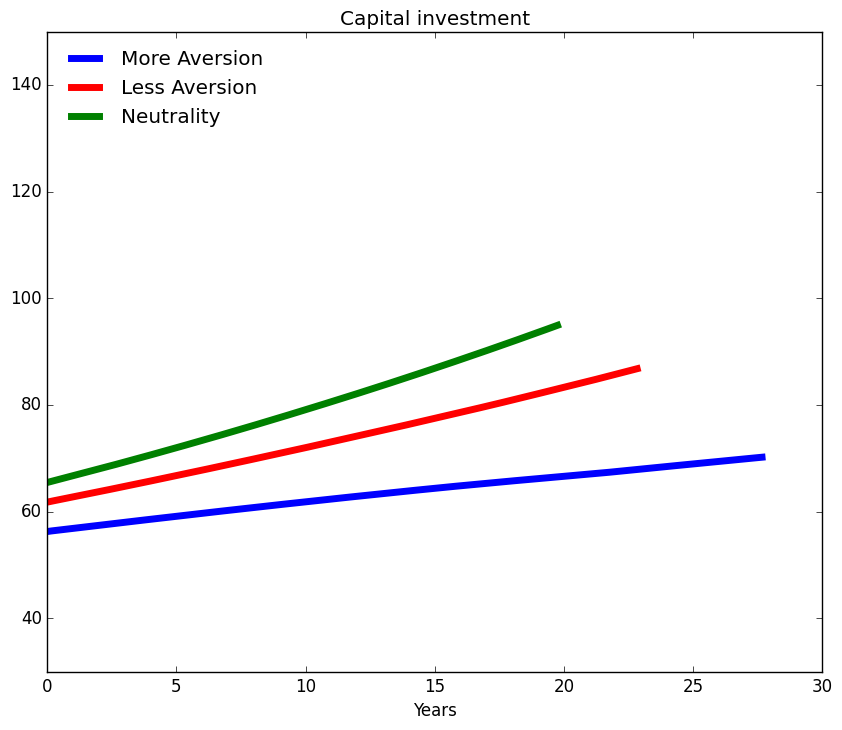 Capital investment
More Aversion
Less Aversion
Neutrality
140
120
100
80
60
40
0 5 10 15 20 25 30
Years